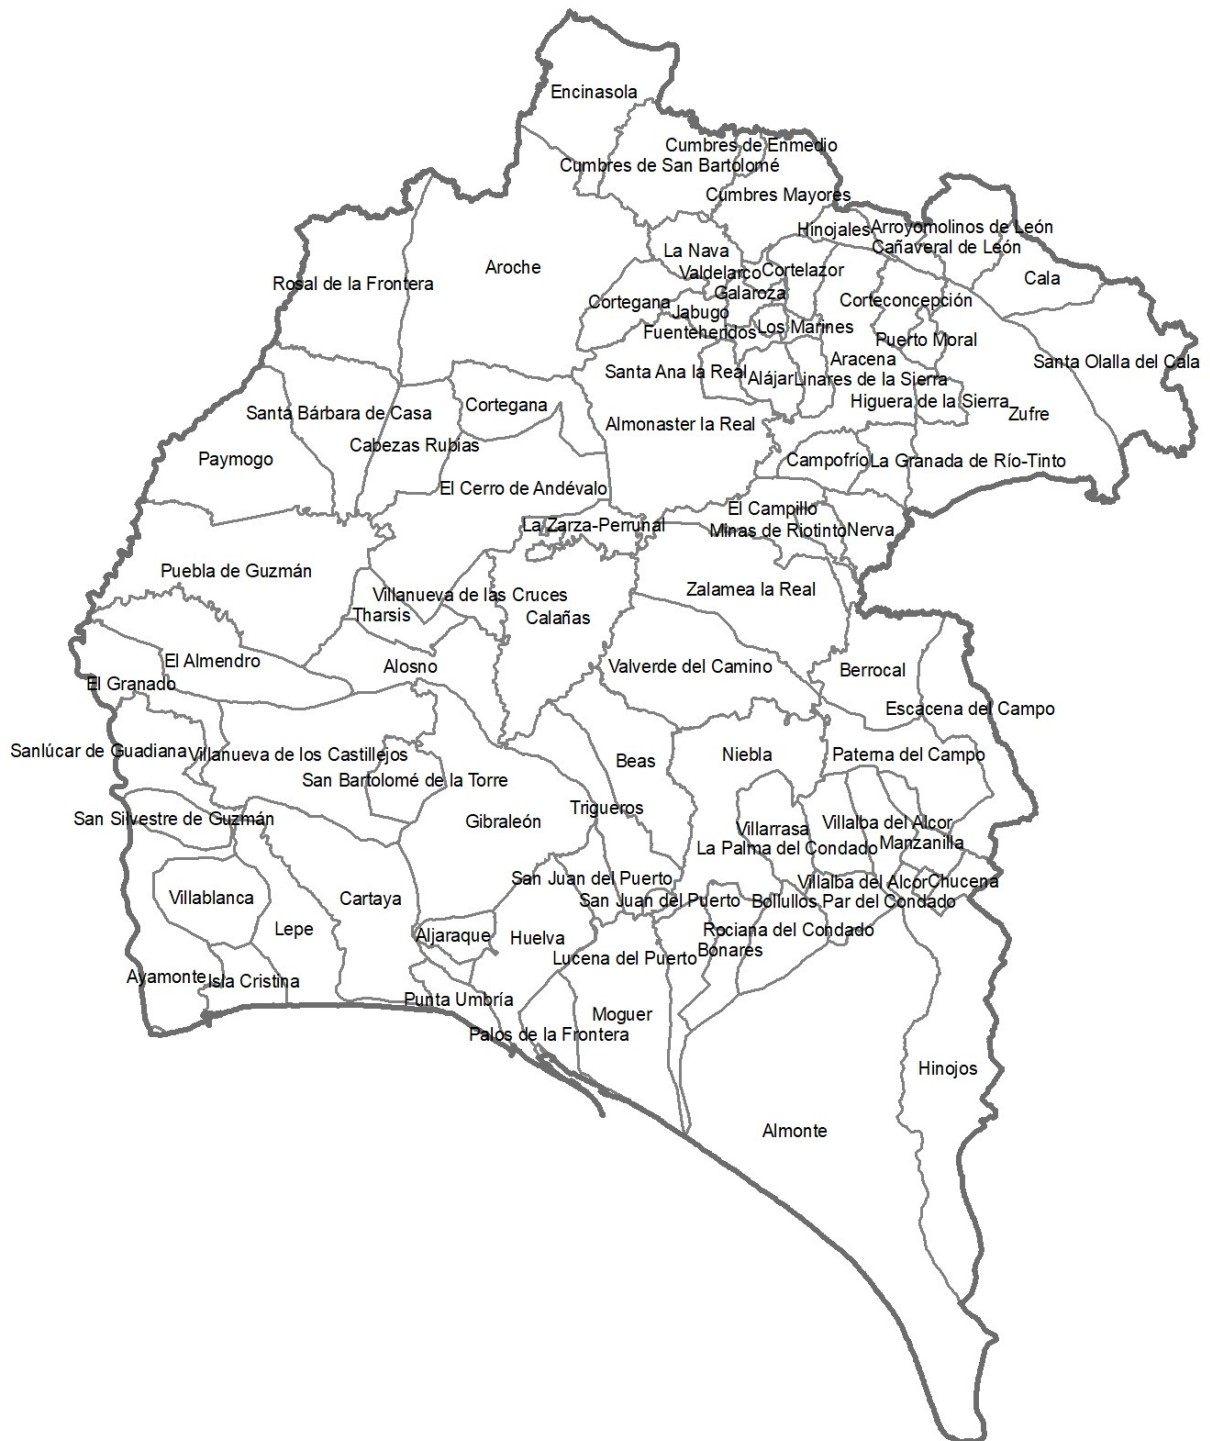 Encinasola
Cumbres de Enmedio
Cumbres de San Bartolomé
Cumbres Mayores
Hinojales
Arroyomolinos de León
Cañaveral de León
La Nava
Aroche
Valdelarco
Cortelazor
Cala
Rosal de la Frontera
Galaroza
Cortegana
Corteconcepción
Jabugo
Fuenteheridos
Los Marines
Puerto Moral
Aracena
Santa Olalla del Cala
Santa Ana la Real
Alájar
Linares de la Sierra
Higuera de la Sierra
Cortegana
Zufre
Santa Bárbara de Casa
Almonaster la Real
Cabezas Rubias
Paymogo
Campofrío
La Granada de Río-Tinto
El Cerro de Andévalo
El Campillo
La Zarza-Perrunal
Minas de Riotinto
Nerva
Puebla de Guzmán
Zalamea la Real
Villanueva de las Cruces
Tharsis
Calañas
El Almendro
Alosno
Valverde del Camino
Berrocal
El Granado
Escacena del Campo
Sanlúcar de Guadiana
Villanueva de los Castillejos
Beas
Niebla
Paterna del Campo
San Bartolomé de la Torre
Trigueros
San Silvestre de Guzmán
Gibraleón
Villarrasa
Villalba del Alcor
La Palma del Condado
Manzanilla
San Juan del Puerto
Villalba del Alcor
Chucena
Villablanca
Cartaya
San Juan del Puerto
Bollullos Par del Condado
Lepe
Aljaraque
Huelva
Rociana del Condado
Bonares
Lucena del Puerto
Ayamonte
Isla Cristina
Punta Umbría
Moguer
Palos de la Frontera
Hinojos
Almonte